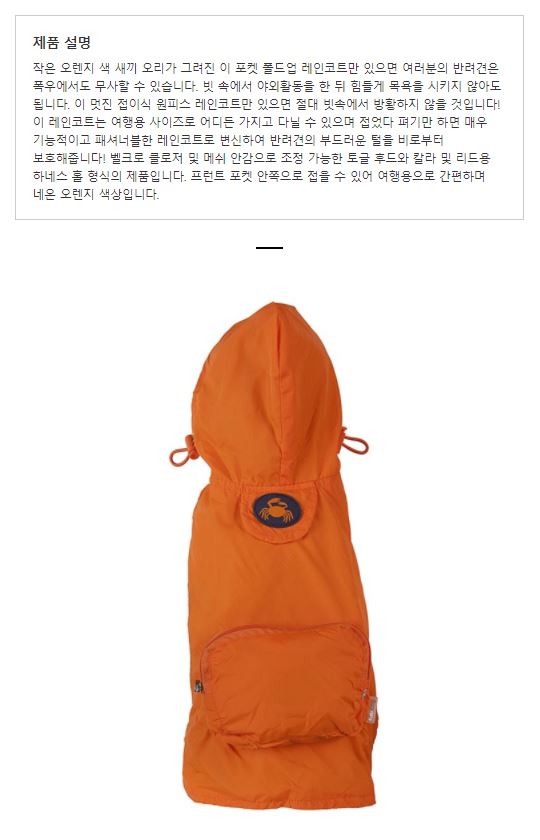 제품 설명
작은 오렌지 색 새끼 오리가 그려진 이 포켓 폴드업 레인코트만 있으면 여러분의 반려견은
폭우에서도 무사할 수 있습니다. 빗 속에서 야외활동을 한 뒤 힘들게 목욕을 시키지 않아도
됩니다. 이 멋진 접이식 원피스 레인코트만 있으면 절대 빗속에서 방황하지 않을 것입니다!
이 레인코트는 여행용 사이즈로 어디든 가지고 다닐 수 있으며 접었다 펴기만 하면 매우
기능적이고 패셔너블한 레인코트로 변신하여 반려견의 부드러운 털을 비로부터
보호해줍니다! 벨크로 클로저 및 메쉬 안감으로 조정 가능한 토글 후드와 칼라 및 리드용
하네스 홀 형식의 제품입니다. 프런트 포켓 안쪽으로 접을 수 있어 여행용으로 간편하며
네온 오렌지 색상입니다.